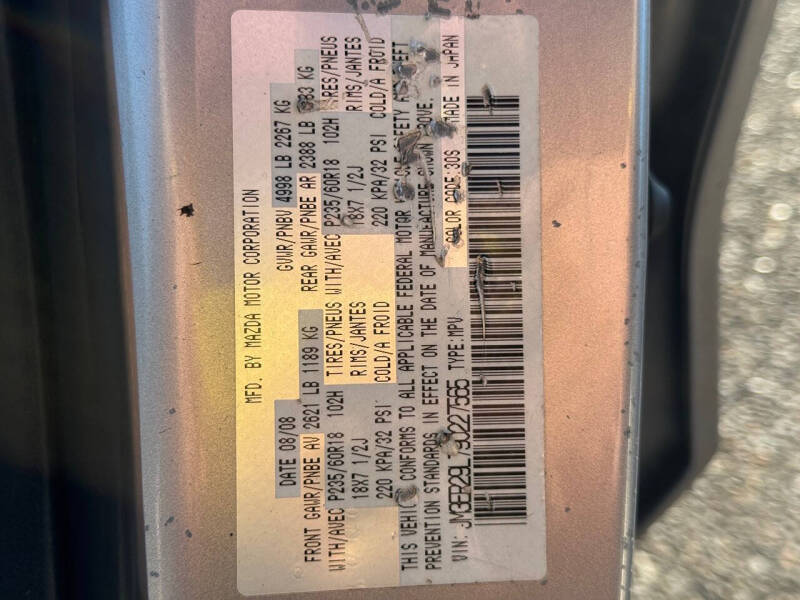 MFD. BY MAZDA MOTOR CORPORATION
DATE 08/08 GVWR/PNBV 4998 LB 2267 KG
FRONT GAWR/PNBE AV 2621 LB 1189 KG REAR GAWR/PNBE AR 2388 LB 1083 KG
WITH/AVEC P235/60R18 102H TIRES/PNEUS WITH/AVEC P235/60R18 102H TIRES/PNEUS
18X7 1/2J RIMS/JANTES 18X7 1/2J RIMS/JANTES
220 KPA/32 PSI COLD/A FROID 220 KPA/32 PSI COLD/A FROID
THIS VEHICLE CONFORMS TO ALL APPLICABLE FEDERAL MOTOR VEHICLE SAFETY AND THEFT
PREVENTION STANDARDS IN EFFECT ON THE DATE OF MANUFACTURE SHOWN ABOVE.
VIN: JM3ER29L790227565 TYPE:MPV COLOR CODE:30S MADE IN JAPAN